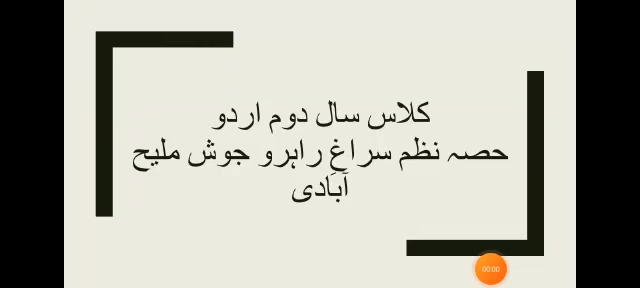 کلاس سال دوم اردو
حصہ نظم سراغِ راہرو جوش ملیح
آبادی
00:00